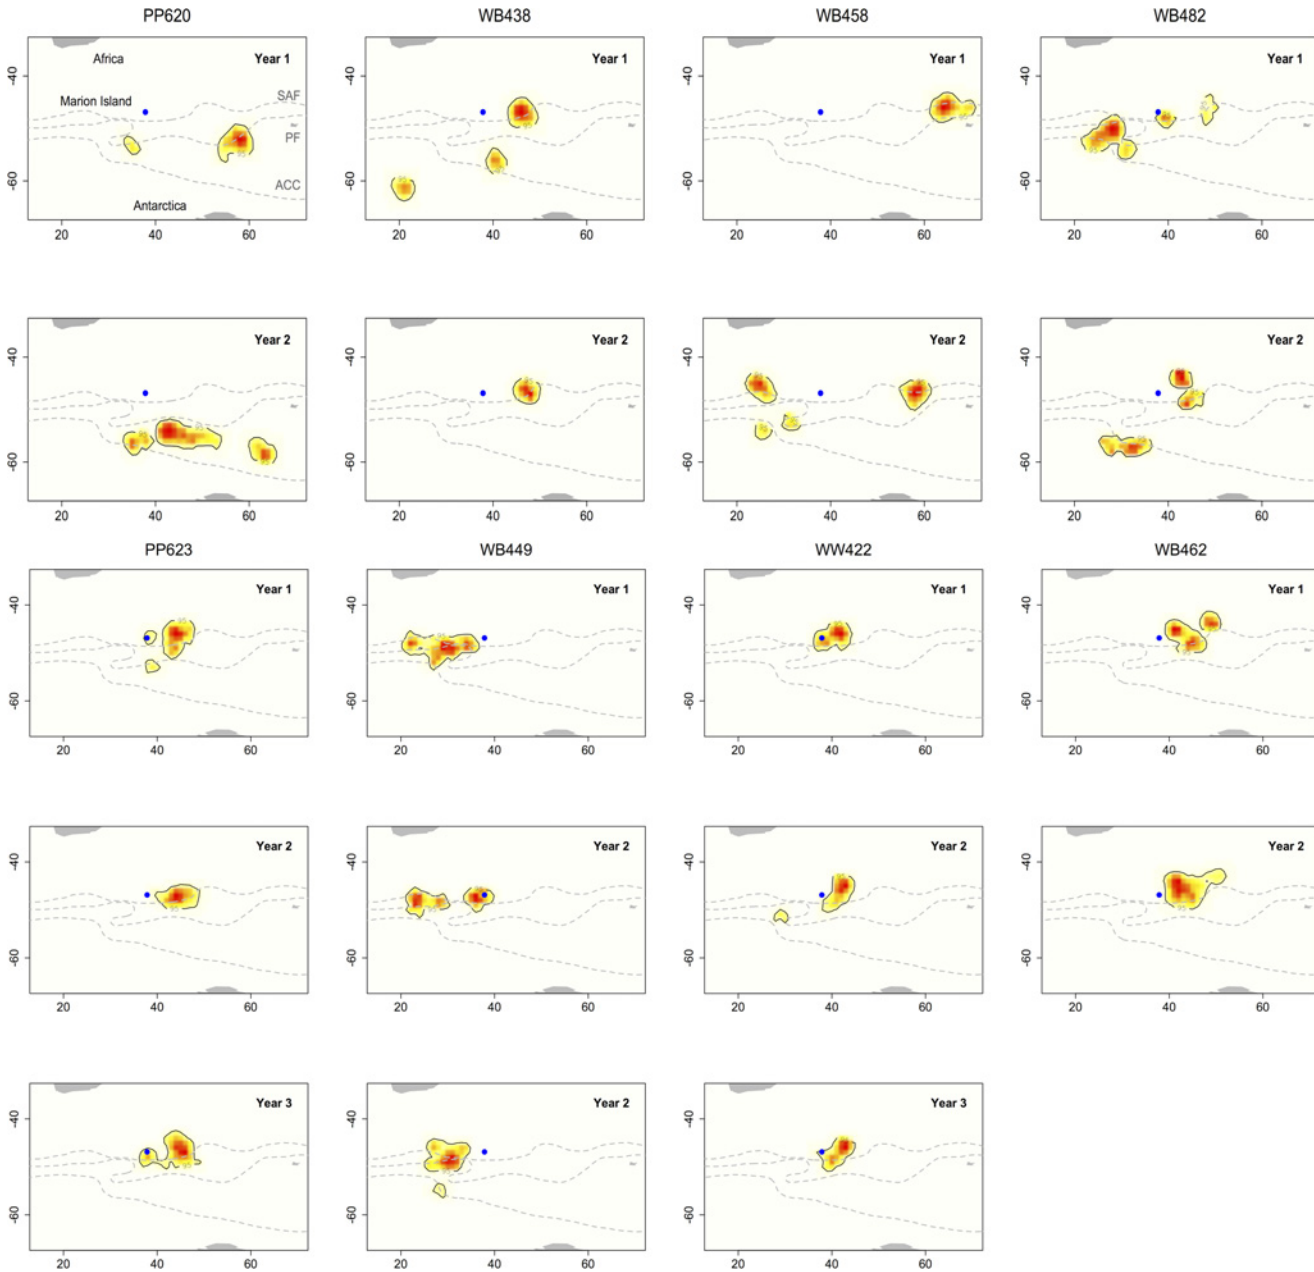 PP620 WB438 WB458 WB482
Africa Year 1 Year 1 Year 1 Year 1
-40
Marion Island SAF
PF
-60 ACC
Antarctica
20 40 60 20 40 60 20 40 60 20 40 60
Year 2 Year 2 Year 2 Year 2
-40 -40 -40 -40
-60 -60 -60 -60
20 40 60 20 40 60 20 40 60 20 40 60
PP623 WB449 WW422 WB462
Year 1 Year 1 Year 1 Year 1
-40 -40 -40 -40
-60 -60 -60 -60
20 40 60 20 40 60 20 40 60 20 40 60
Year 2 Year 2 Year 2 Year 2
-40 -40 -40 -40
-60 -60 -60 -60
20 40 60 20 40 60 20 40 60 20 40 60
Year 3 Year 2 Year 3
-40 -40 -40
-60 -60 -60
20 40 60 20 40 60 20 40 60